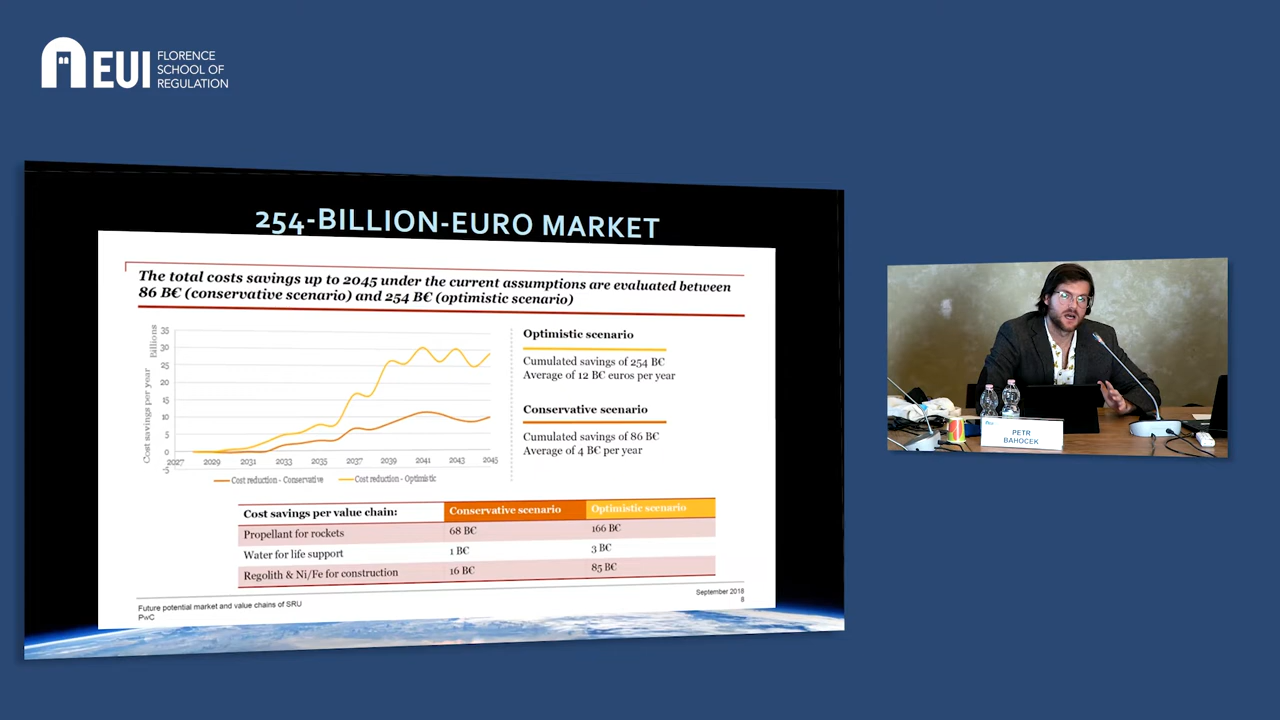 EUI
FLORENCE
SCHOOL OF
REGULATION
254-BILLION-EURO MARKET
The total costs savings up to 2045 under the current assumptions are evaluated between
86 B€ (conservative scenario) and 254 B€ (optimistic scenario)
Billions
Cost savings per year
35
30
25
20
15
10
5
0
-5
2027 2029 2031 2033 2035 2037 2039 2041 2043 2045
Cost reduction - Conservative Cost reduction - Optimistic
Optimistic scenario
Cumulated savings of 254 B€
Average of 12 B€ euros per year
Conservative scenario
Cumulated savings of 86 B€
Average of 4 B€ per year
Cost savings per value chain: Conservative scenario Optimistic scenario
Propellant for rockets 68 B€ 166 B€
Water for life support 1 B€ 3 B€
Regolith & Ni/Fe for construction 16 B€ 85 B€
Future potential market and value chains of SRU
PwC
September 2018
8
PETR
BAHOCEK